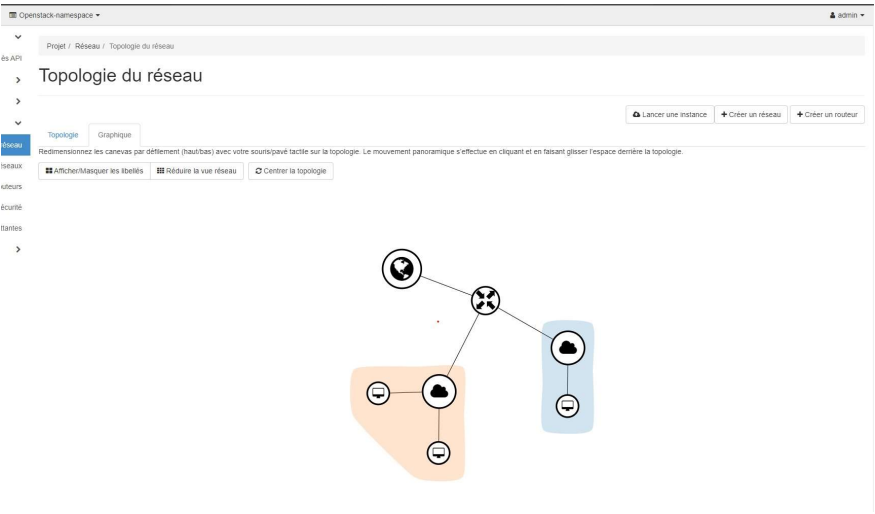 Openstack-namespace
admin
ès API
Projet / Réseau / Topologie du réseau
Topologie du réseau
Lancer une instance
+ Créer un réseau
+ Créer un routeur
Topologie
Graphique
Redimensionnez les canevas par défilement (haut/bas) avec votre souris/pavé tactile sur la topologie. Le mouvement panoramique s'effectue en cliquant et en faisant glisser l'espace derrière la topologie.
Afficher/Masquer les libellés
Réduire la vue réseau
Centrer la topologie
réseau
éseaux
outeurs
écurité
ttantes